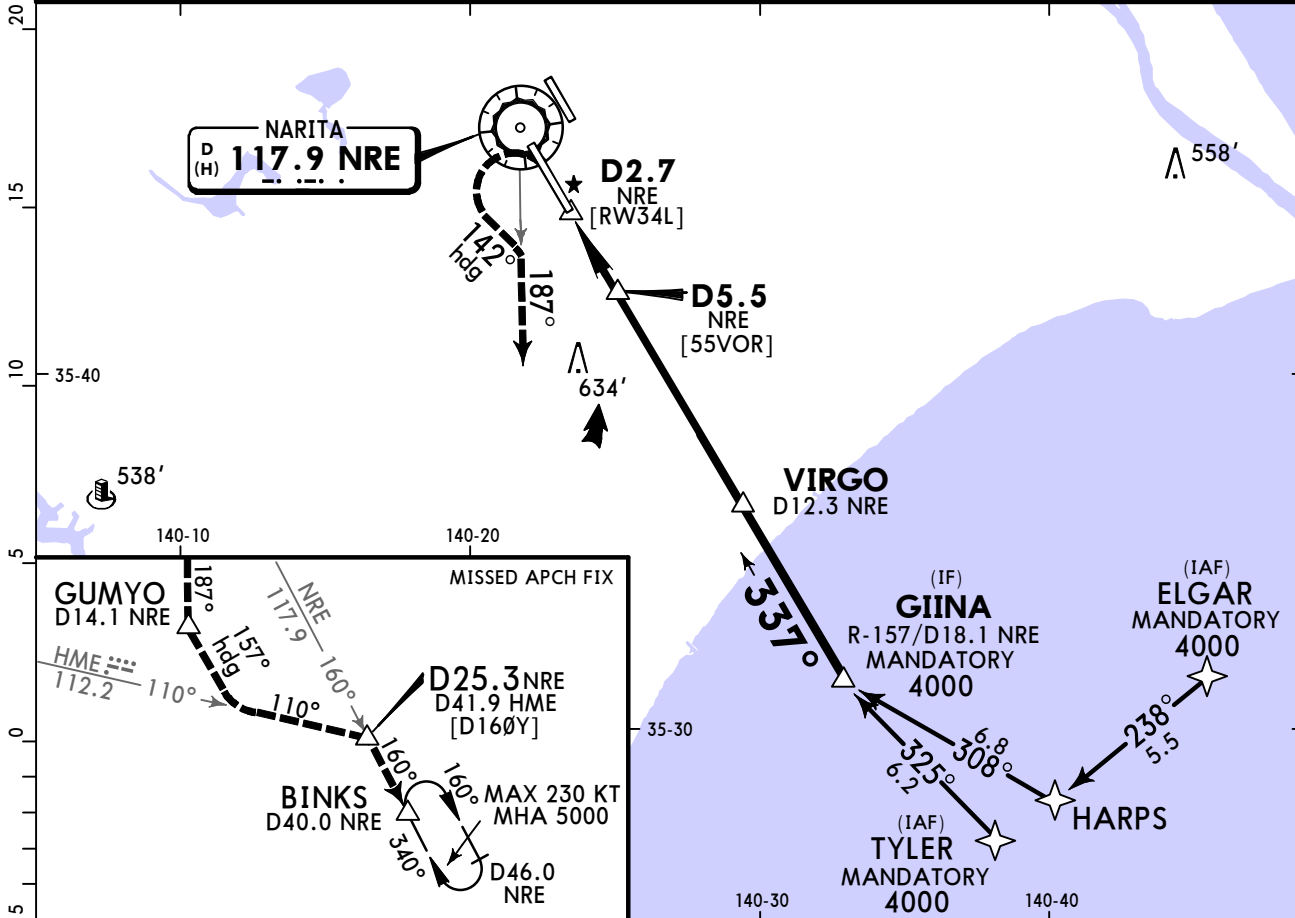 20
15
10
5
0
5
NARITA
D
(H)
117.9 NRE
D2.7
NRE
[RW34L]
558'
142°
hdg
187°
D5.5
NRE
[55VOR]
35-40
634'
538'
VIRGO
D12.3 NRE
337°
(IF)
GIINA
R-157/D18.1 NRE
MANDATORY
4000
(IAF)
ELGAR
MANDATORY
4000
238°
5.5
6.8
308°
325°
6.2
HARPS
(IAF)
TYLER
MANDATORY
4000
35-30
140-30
140-40
140-10
140-20
MISSED APCH FIX
GUMYO
D14.1 NRE
187°
157°
hdg
NRE
117.9
160°
HME
112.2
110°
110°
D25.3 NRE
D41.9 HME
[D160Y]
160°
160°
BINKS
D40.0 NRE
340°
MAX 230 KT
MHA 5000
D46.0
NRE